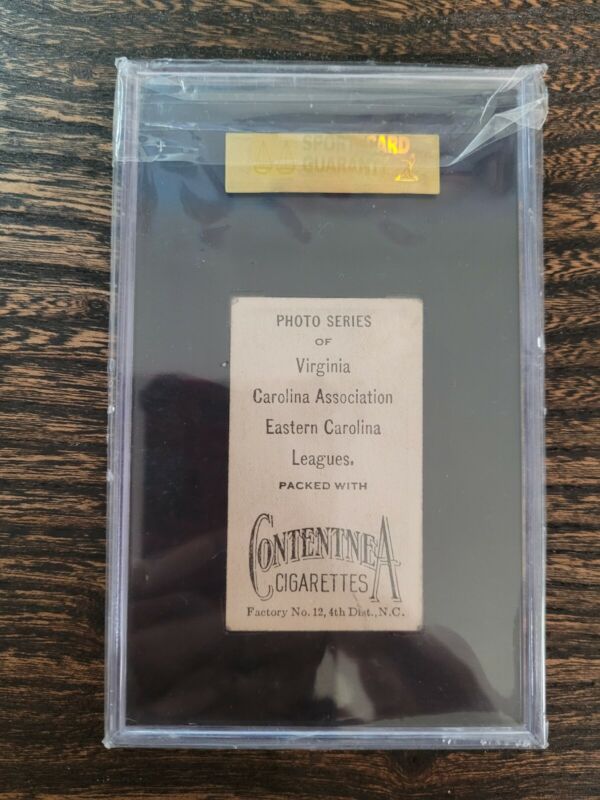 SPORTSCARD
GUARANTY
PHOTO SERIES
OF
Virginia
Carolina Association
Eastern Carolina
Leagues.
PACKED WITH
CONTENTNEA
CIGARETTES
Factory No. 12, 4th Dist., N.C.